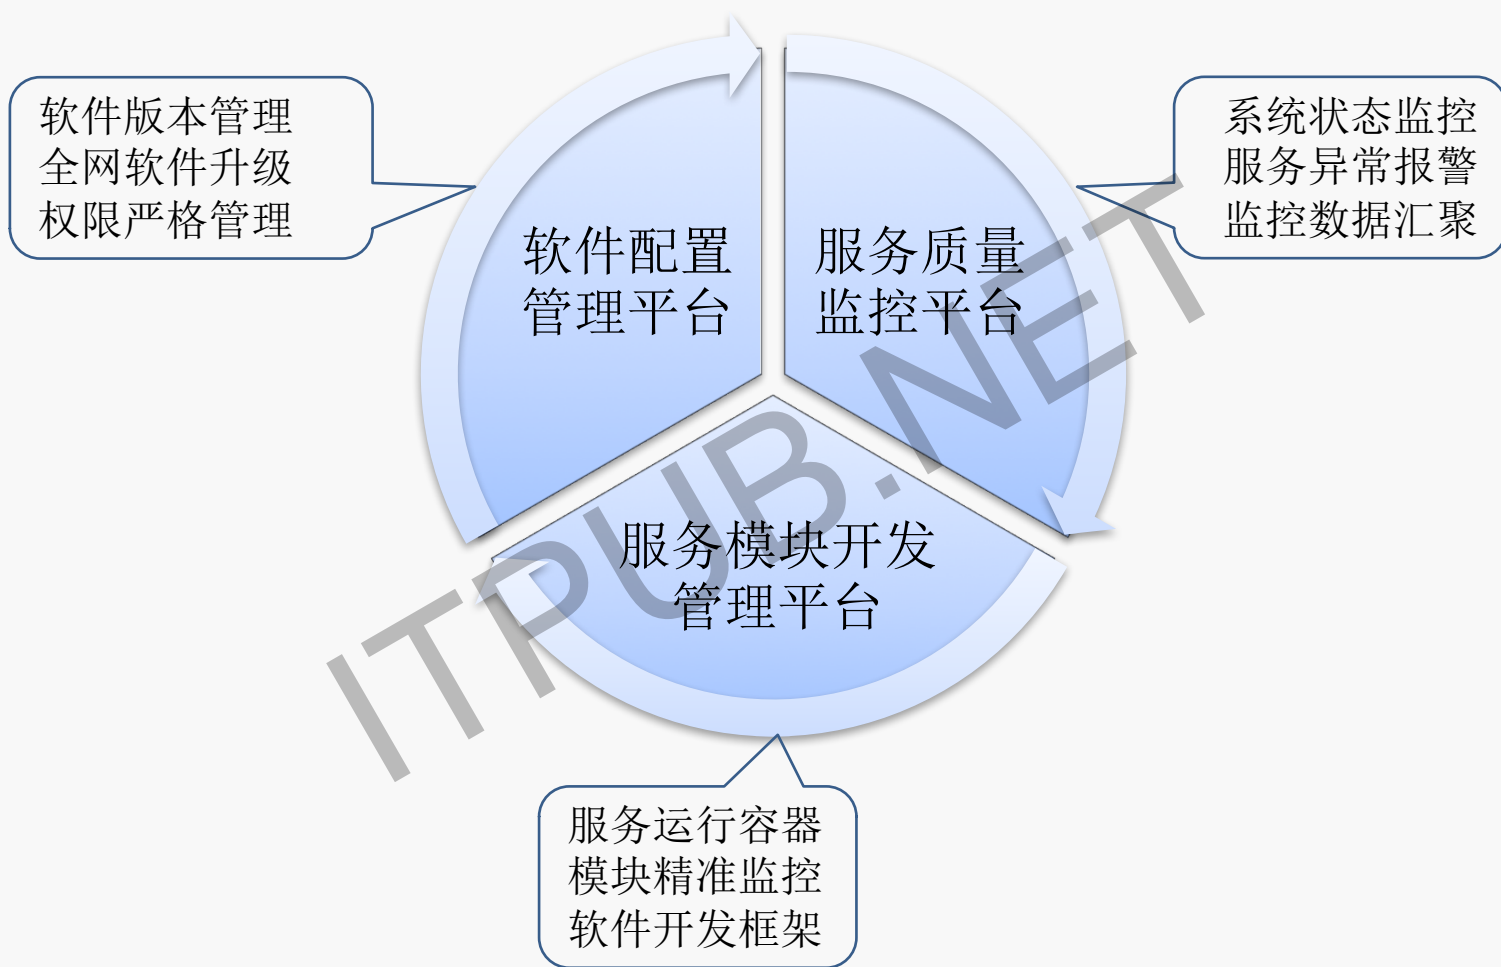 软件版本管理
全网软件升级
权限严格管理
系统状态监控
服务异常报警
监控数据汇聚
软件配置
管理平台
服务质量
监控平台
服务模块开发
管理平台
服务运行容器
模块精准监控
软件开发框架
ITPUB.NET